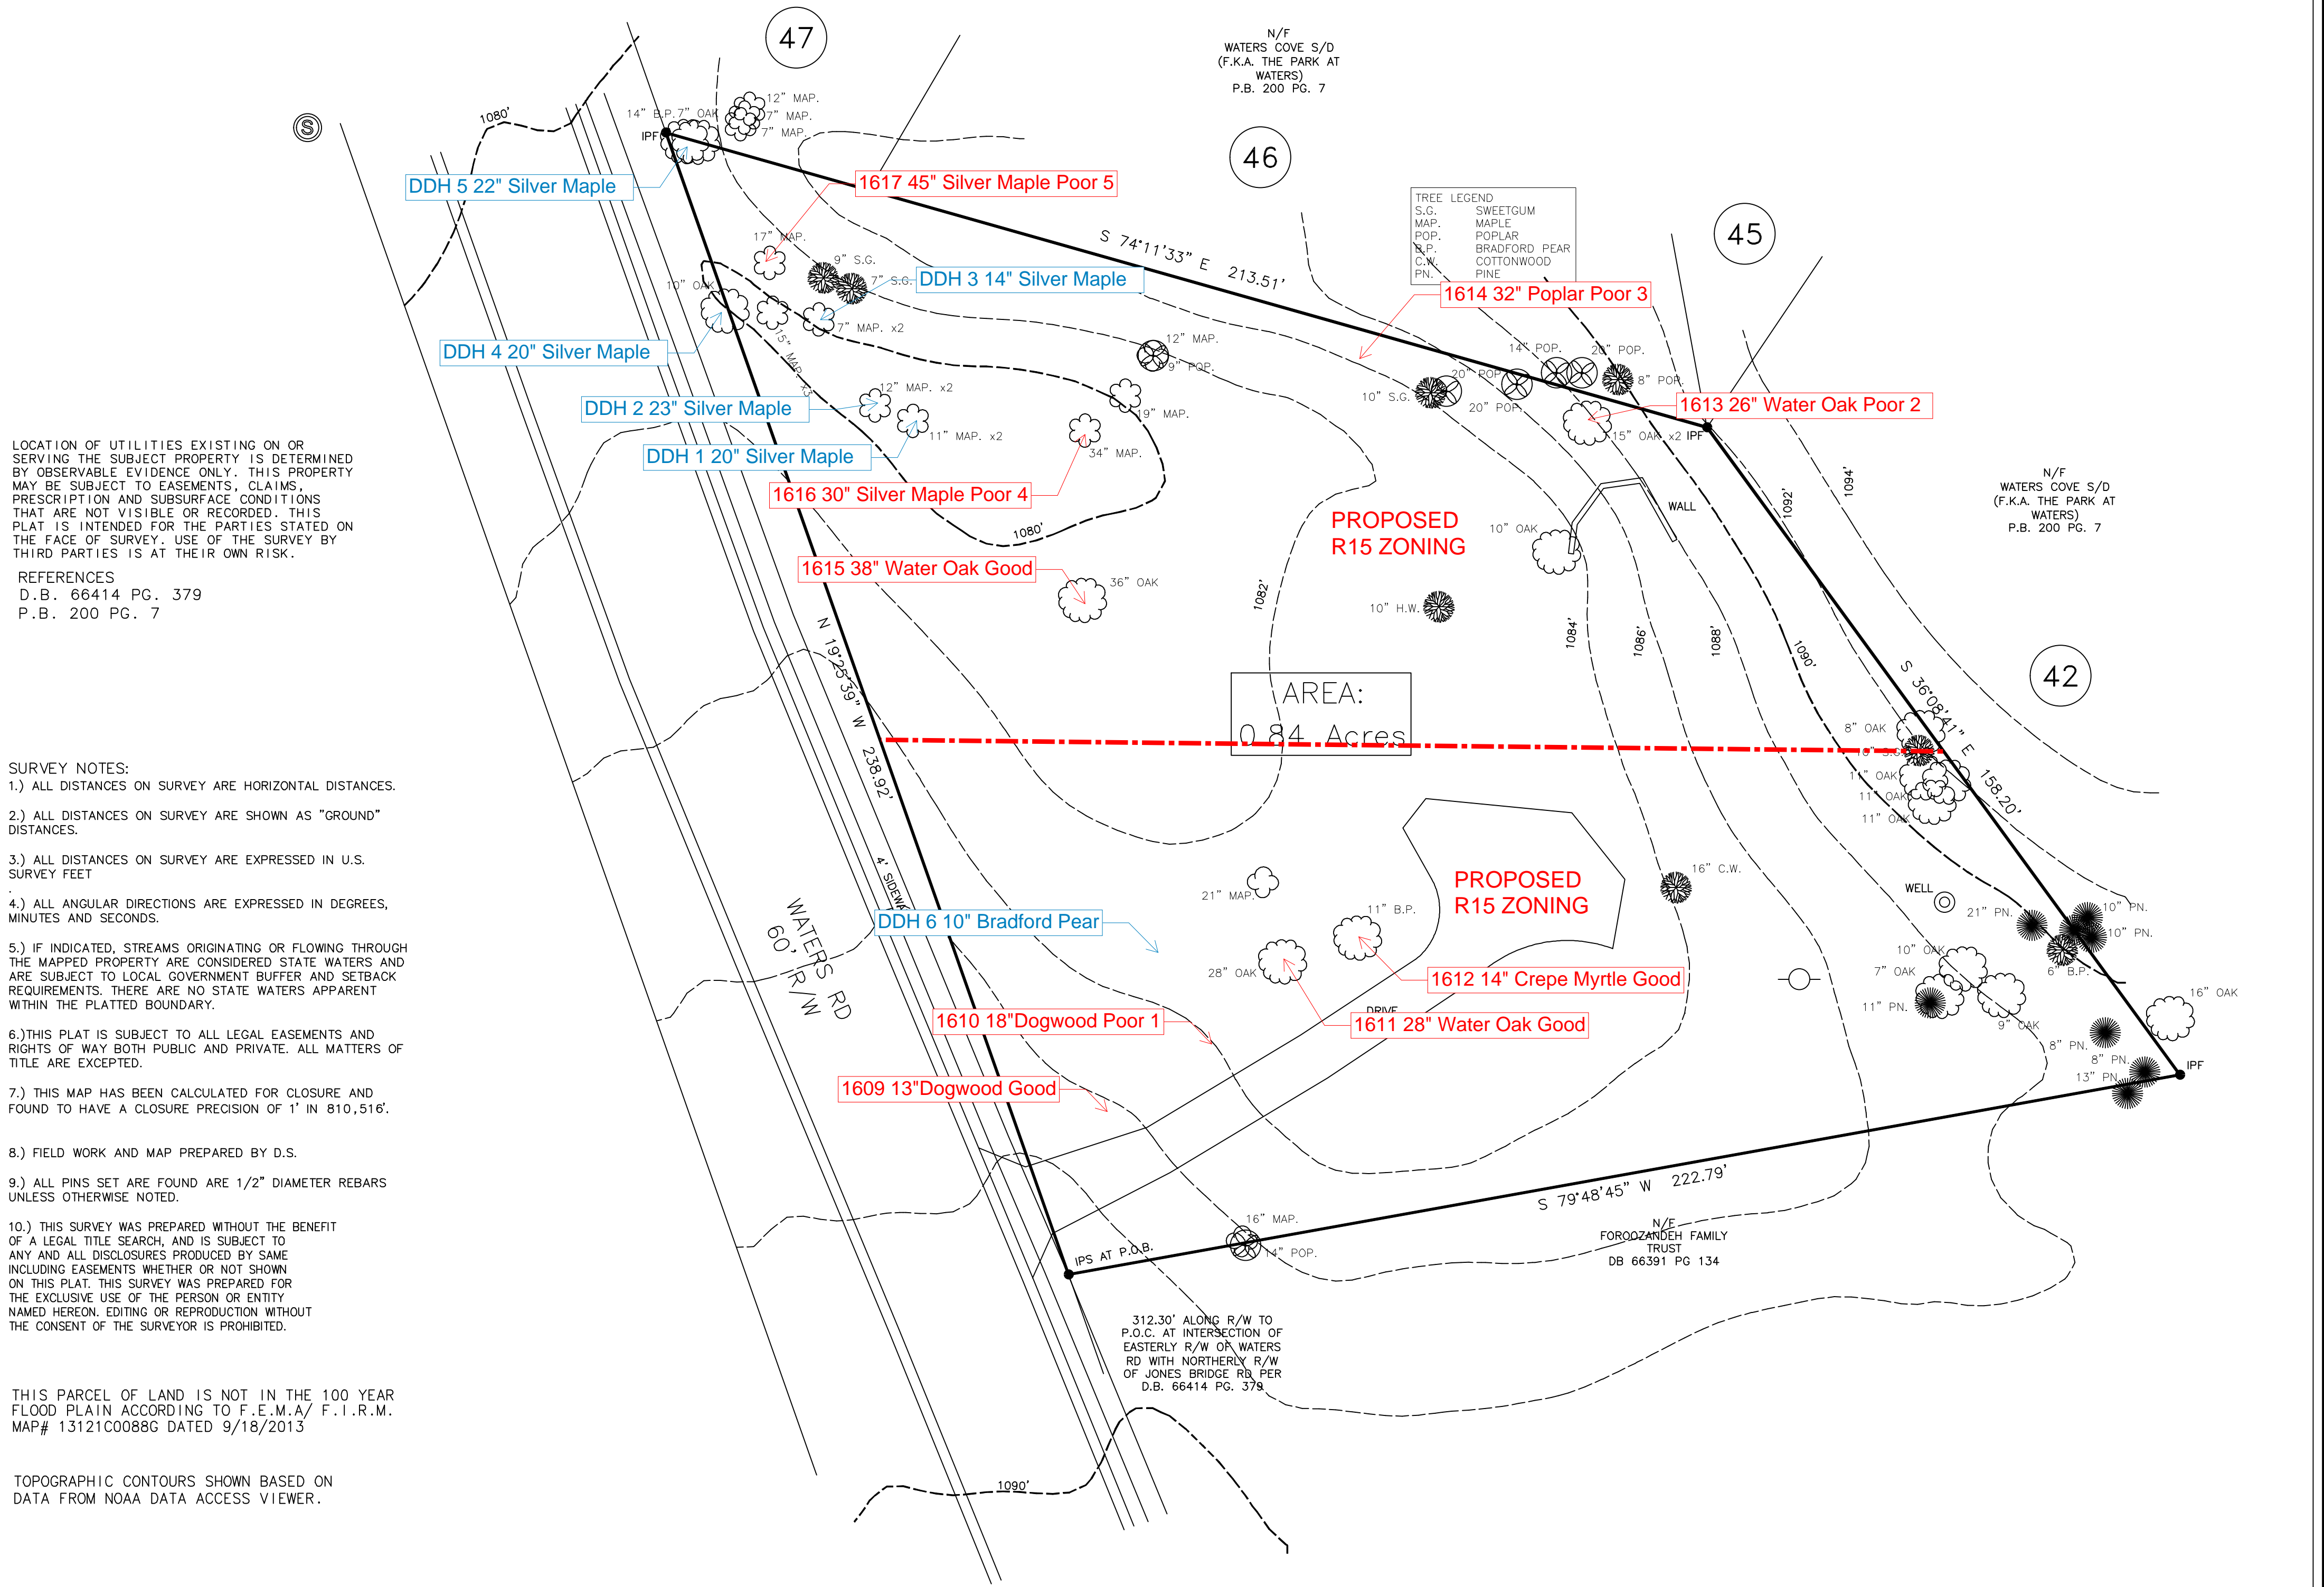 47
N/F
WATERS COVE S/D
(F.K.A. THE PARK AT
WATERS)
P.B. 200 PG. 7
46
45
42
S
1080'
14" B.P.
7" OAK
IPF
12" MAP.
7" MAP.
7" MAP.
DDH 5 22" Silver Maple
1617 45" Silver Maple Poor 5
TREE LEGEND
S.G. SWEETGUM
MAP. MAPLE
POP. POPLAR
B.P. BRADFORD PEAR
C.W. COTTONWOOD
PN. PINE
17" MAP.
9" S.G.
7" S.G.
S 74°11'33" E 213.51'
DDH 3 14" Silver Maple
1614 32" Poplar Poor 3
10" OAK
7" MAP. x2
15" MAP. x3
DDH 4 20" Silver Maple
12" MAP.
9" POP.
14" POP.
20" POP.
8" POP.
20" POP.
10" S.G.
20" POP.
12" MAP. x2
DDH 2 23" Silver Maple
19" MAP.
1613 26" Water Oak Poor 2
15" OAK x2
IPF
11" MAP. x2
DDH 1 20" Silver Maple
34" MAP.
1616 30" Silver Maple Poor 4
1080'
LOCATION OF UTILITIES EXISTING ON OR
SERVING THE SUBJECT PROPERTY IS DETERMINED
BY OBSERVABLE EVIDENCE ONLY. THIS PROPERTY
MAY BE SUBJECT TO EASEMENTS, CLAIMS,
PRESCRIPTION AND SUBSURFACE CONDITIONS
THAT ARE NOT VISIBLE OR RECORDED. THIS
PLAT IS INTENDED FOR THE PARTIES STATED ON
THE FACE OF SURVEY. USE OF THE SURVEY BY
THIRD PARTIES IS AT THEIR OWN RISK.
REFERENCES
D.B. 66414 PG. 379
P.B. 200 PG. 7
WALL
1092'
1094'
N/F
WATERS COVE S/D
(F.K.A. THE PARK AT
WATERS)
P.B. 200 PG. 7
PROPOSED
R15 ZONING
10" OAK
1615 38" Water Oak Good
36" OAK
10" H.W.
1082'
1084'
1086'
1088'
1090'
N 19°25'39" W 238.92'
S 36°08'41" E 158.20'
AREA:
0.84 Acres
8" OAK
11" OAK
11" OAK
11" OAK
SURVEY NOTES:
1.) ALL DISTANCES ON SURVEY ARE HORIZONTAL DISTANCES.
2.) ALL DISTANCES ON SURVEY ARE SHOWN AS "GROUND"
DISTANCES.
3.) ALL DISTANCES ON SURVEY ARE EXPRESSED IN U.S.
SURVEY FEET
.
4.) ALL ANGULAR DIRECTIONS ARE EXPRESSED IN DEGREES,
MINUTES AND SECONDS.
5.) IF INDICATED, STREAMS ORIGINATING OR FLOWING THROUGH
THE MAPPED PROPERTY ARE CONSIDERED STATE WATERS AND
ARE SUBJECT TO LOCAL GOVERNMENT BUFFER AND SETBACK
REQUIREMENTS. THERE ARE NO STATE WATERS APPARENT
WITHIN THE PLATTED BOUNDARY.
6.)THIS PLAT IS SUBJECT TO ALL LEGAL EASEMENTS AND
RIGHTS OF WAY BOTH PUBLIC AND PRIVATE. ALL MATTERS OF
TITLE ARE EXCEPTED.
7.) THIS MAP HAS BEEN CALCULATED FOR CLOSURE AND
FOUND TO HAVE A CLOSURE PRECISION OF 1' IN 810,516'.
8.) FIELD WORK AND MAP PREPARED BY D.S.
9.) ALL PINS SET ARE FOUND ARE 1/2" DIAMETER REBARS
UNLESS OTHERWISE NOTED.
10.) THIS SURVEY WAS PREPARED WITHOUT THE BENEFIT
OF A LEGAL TITLE SEARCH, AND IS SUBJECT TO
ANY AND ALL DISCLOSURES PRODUCED BY SAME
INCLUDING EASEMENTS WHETHER OR NOT SHOWN
ON THIS PLAT. THIS SURVEY WAS PREPARED FOR
THE EXCLUSIVE USE OF THE PERSON OR ENTITY
NAMED HEREON. EDITING OR REPRODUCTION WITHOUT
THE CONSENT OF THE SURVEYOR IS PROHIBITED.
4' SIDEWA
WATERS RD
60' R/W
21" MAP.
PROPOSED
R15 ZONING
16" C.W.
WELL
11" B.P.
DDH 6 10" Bradford Pear
21" PN.
10" PN.
10" PN.
28" OAK
1612 14" Crepe Myrtle Good
10" OAK
7" OAK
6" B.P.
11" PN.
9" OAK
16" OAK
DRIVE
1610 18"Dogwood Poor 1
1611 28" Water Oak Good
8" PN.
8" PN.
13" PN.
IPF
1609 13"Dogwood Good
S 79°48'45" W 222.79'
16" MAP.
14" POP.
IPS AT P.O.B.
N/F
FOROOZANDEH FAMILY
TRUST
DB 66391 PG 134
312.30' ALONG R/W TO
P.O.C. AT INTERSECTION OF
EASTERLY R/W OF WATERS
RD WITH NORTHERLY R/W
OF JONES BRIDGE RD PER
D.B. 66414 PG. 379
THIS PARCEL OF LAND IS NOT IN THE 100 YEAR
FLOOD PLAIN ACCORDING TO F.E.M.A/ F.I.R.M.
MAP# 13121C0088G DATED 9/18/2013
TOPOGRAPHIC CONTOURS SHOWN BASED ON
DATA FROM NOAA DATA ACCESS VIEWER.
1090'